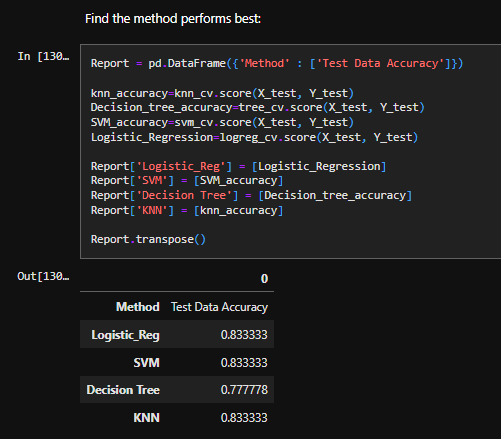 Find the method performs best:
In [130...
Report = pd.DataFrame({'Method' : ['Test Data Accuracy']})
knn_accuracy=knn_cv.score(X_test, Y_test)
Decision_tree_accuracy=tree_cv.score(X_test, Y_test)
SVM_accuracy=svm_cv.score(X_test, Y_test)
Logistic_Regression=logreg_cv.score(X_test, Y_test)
Report['Logistic_Reg'] = [Logistic_Regression]
Report['SVM'] = [SVM_accuracy]
Report['Decision Tree'] = [Decision_tree_accuracy]
Report['KNN'] = [knn_accuracy]
Report.transpose()
Out[130...
0
Method Test Data Accuracy
Logistic_Reg 0.833333
SVM 0.833333
Decision Tree 0.777778
KNN 0.833333